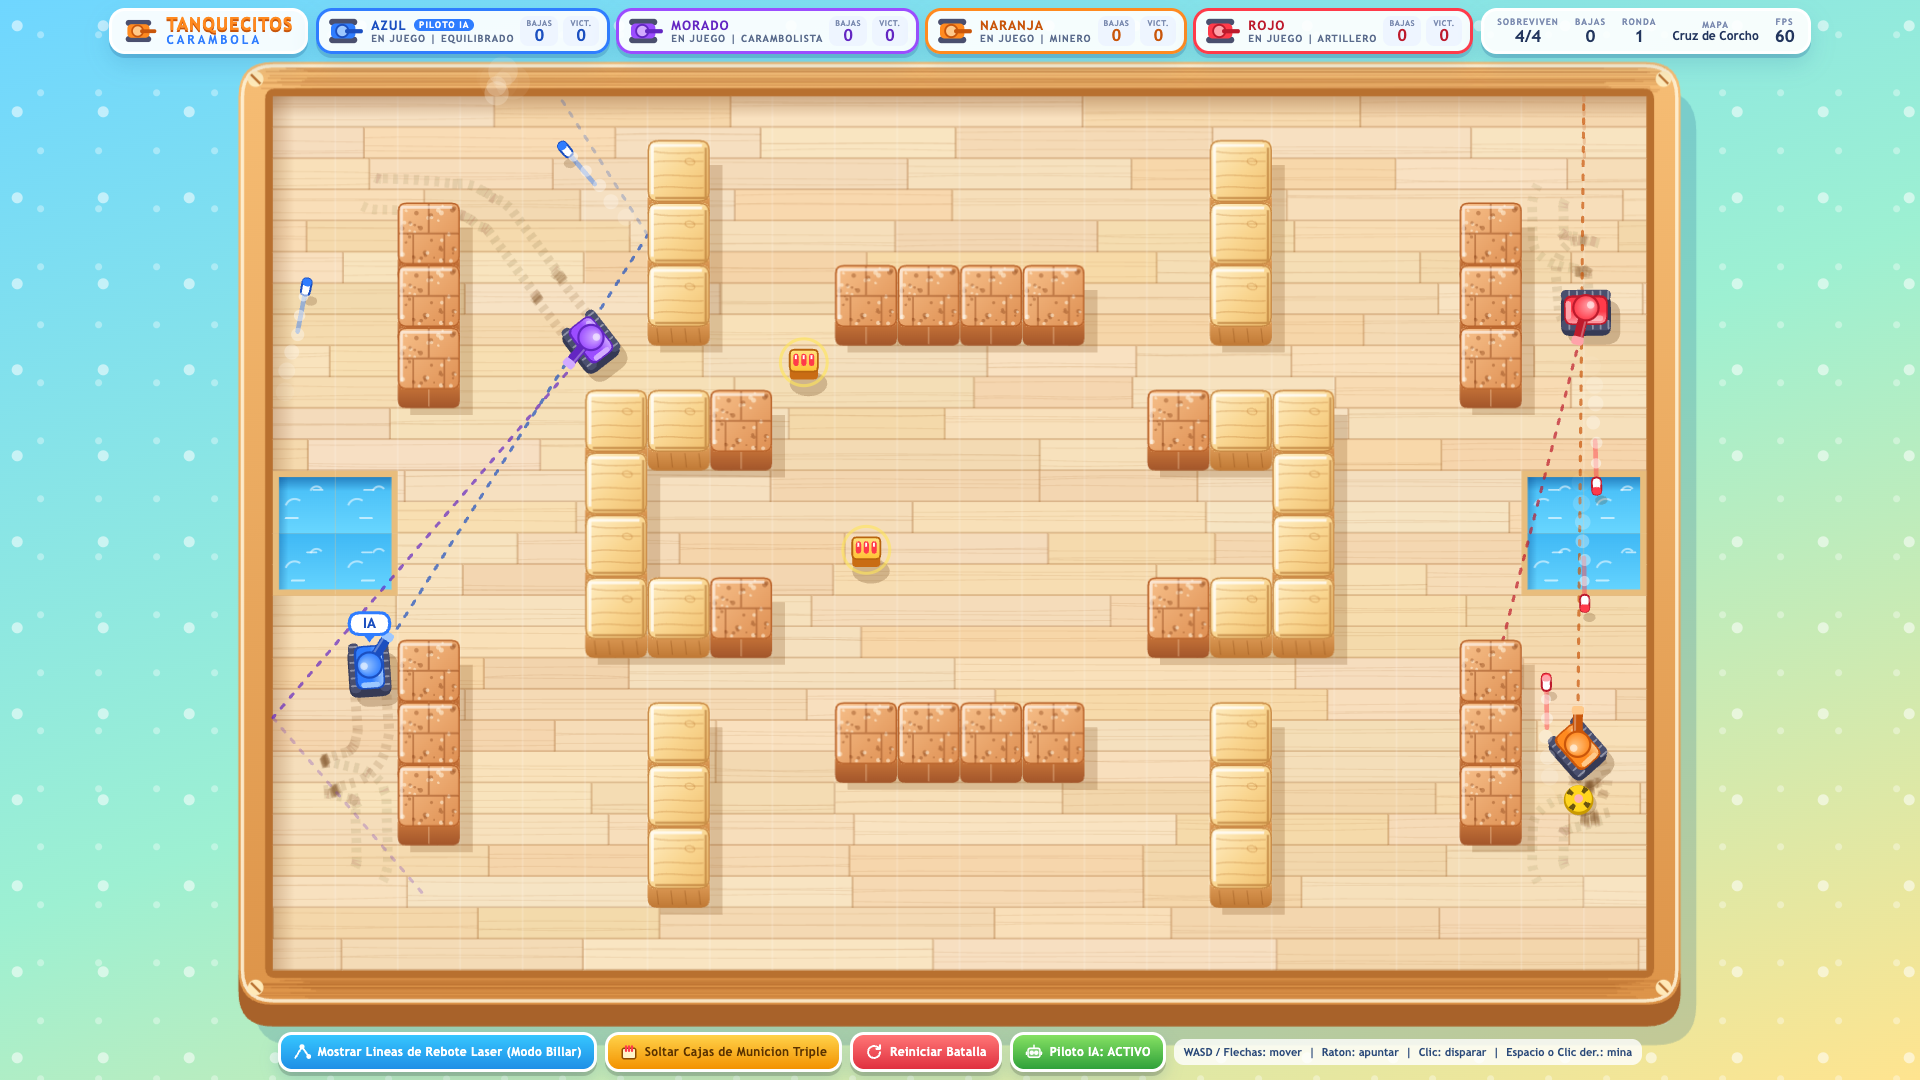 TANQUECITOS
CARAMBOLA
AZUL PILOTO IA
EN JUEGO | EQUILIBRADO
BAJAS
0
VICT.
0
MORADO
EN JUEGO | CARAMBOLISTA
BAJAS
0
VICT.
0
NARANJA
EN JUEGO | MINERO
BAJAS
0
VICT.
0
ROJO
EN JUEGO | ARTILLERO
BAJAS
0
VICT.
0
SOBREVIVEN
4/4
BAJAS
0
RONDA
1
MAPA
Cruz de Corcho
FPS
60
IA
Mostrar Lineas de Rebote Laser (Modo Billar)
Soltar Cajas de Municion Triple
Reiniciar Batalla
Piloto IA: ACTIVO
WASD / Flechas: mover | Raton: apuntar | Clic: disparar | Espacio o Clic der.: mina